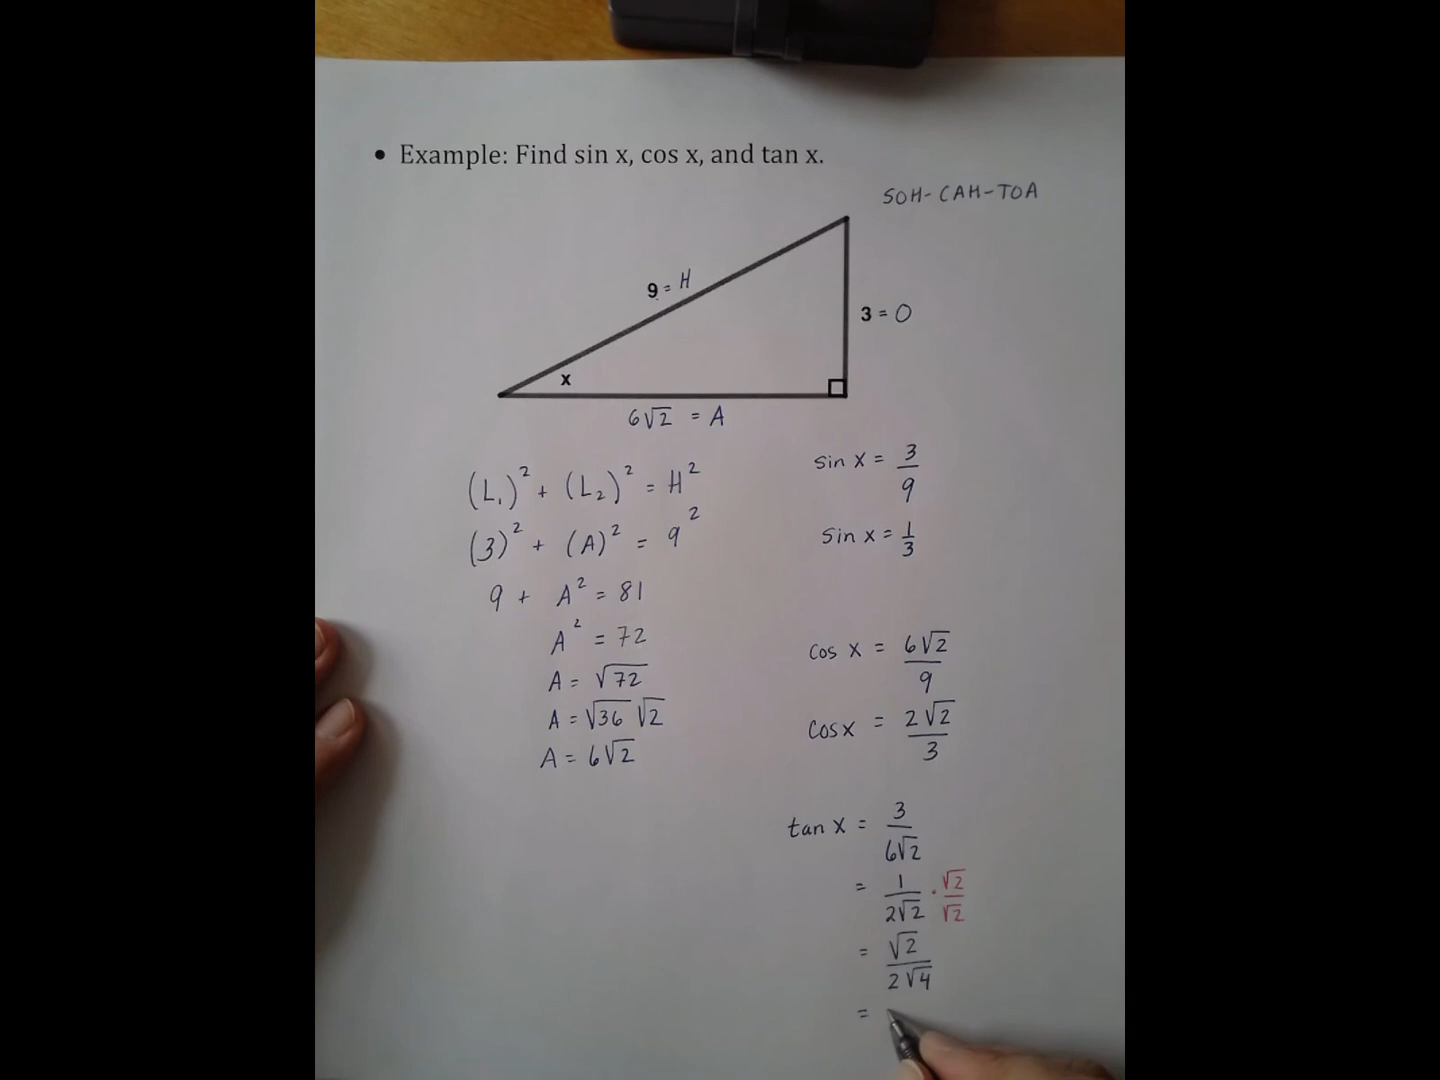 • Example: Find sin x, cos x, and tan x.
SOH-CAH-TOA
9 = H
3 = O
x
6√2 = A
(L₁)² + (L₂)² = H²
(3)² + (A)² = 9²
9 + A² = 81
A² = 72
A = √72
A = √36 √2
A = 6√2
sin x = 3/9
sin x = 1/3
cos x = 6√2/9
cos x = 2√2/3
tan x = 3/6√2
= 1/2√2 · √2/√2
= √2/2√4
=